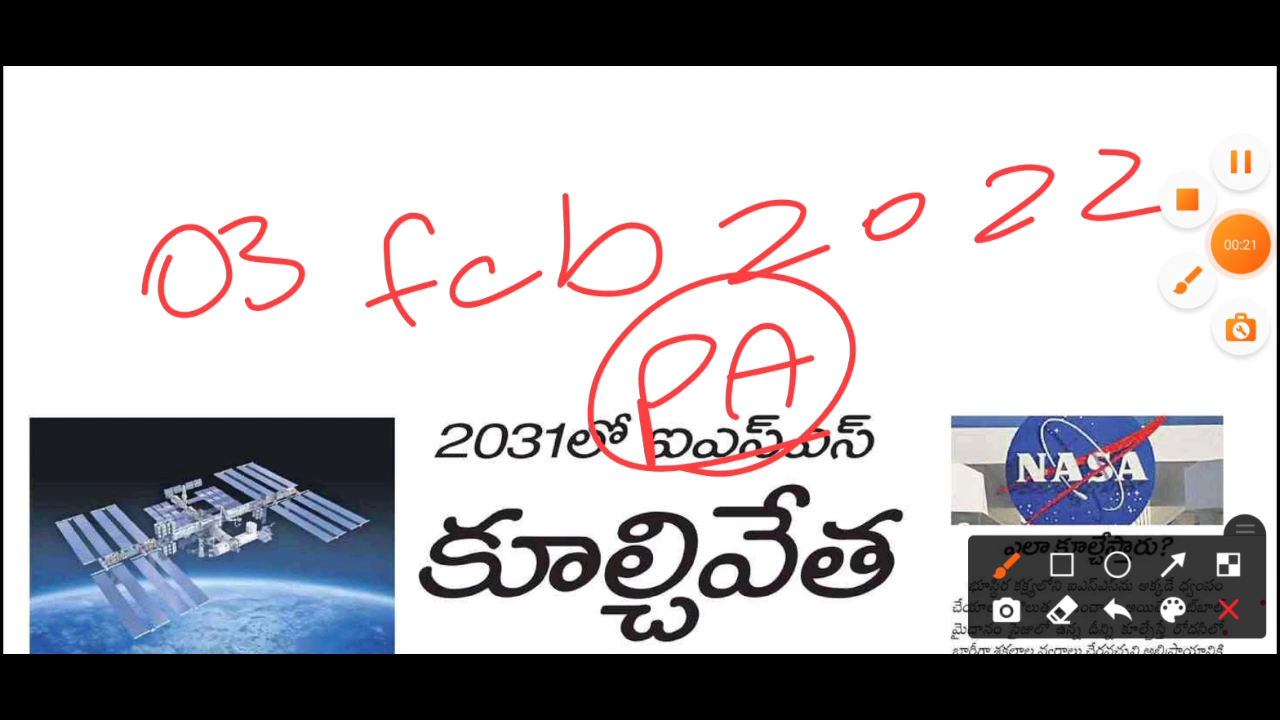 03 feb 2022
PA
2031లో ఐఎస్ఎస్
కూల్చివేత
NASA
ఎలా కూల్చేస్తారు?
00:21